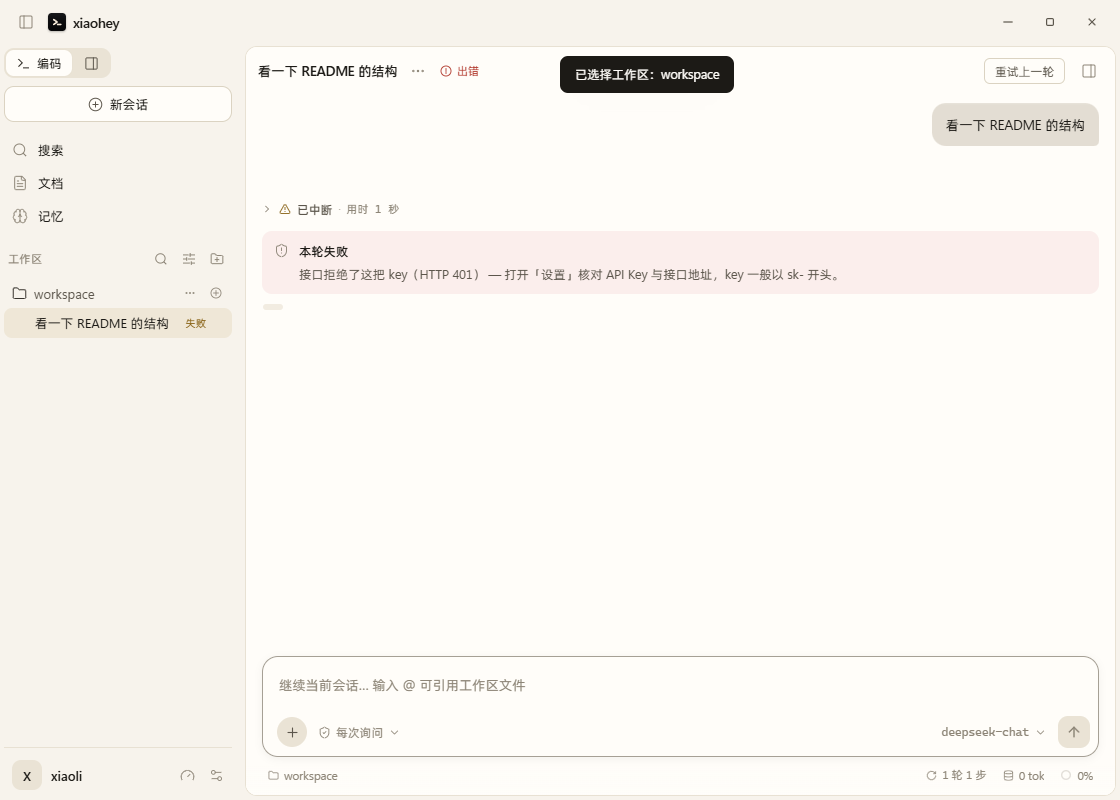 xiaohey
编码
新会话
搜索
文档
记忆
工作区
workspace
看一下 README 的结构 失败
X xiaoli
看一下 README 的结构 ··· 出错
已选择工作区：workspace
重试上一轮
看一下 README 的结构
已中断 · 用时 1 秒
本轮失败
接口拒绝了这把 key（HTTP 401） — 打开「设置」核对 API Key 与接口地址，key 一般以 sk- 开头。
继续当前会话… 输入 @ 可引用工作区文件
每次询问
deepseek-chat
workspace
1 轮 1 步 0 tok 0%